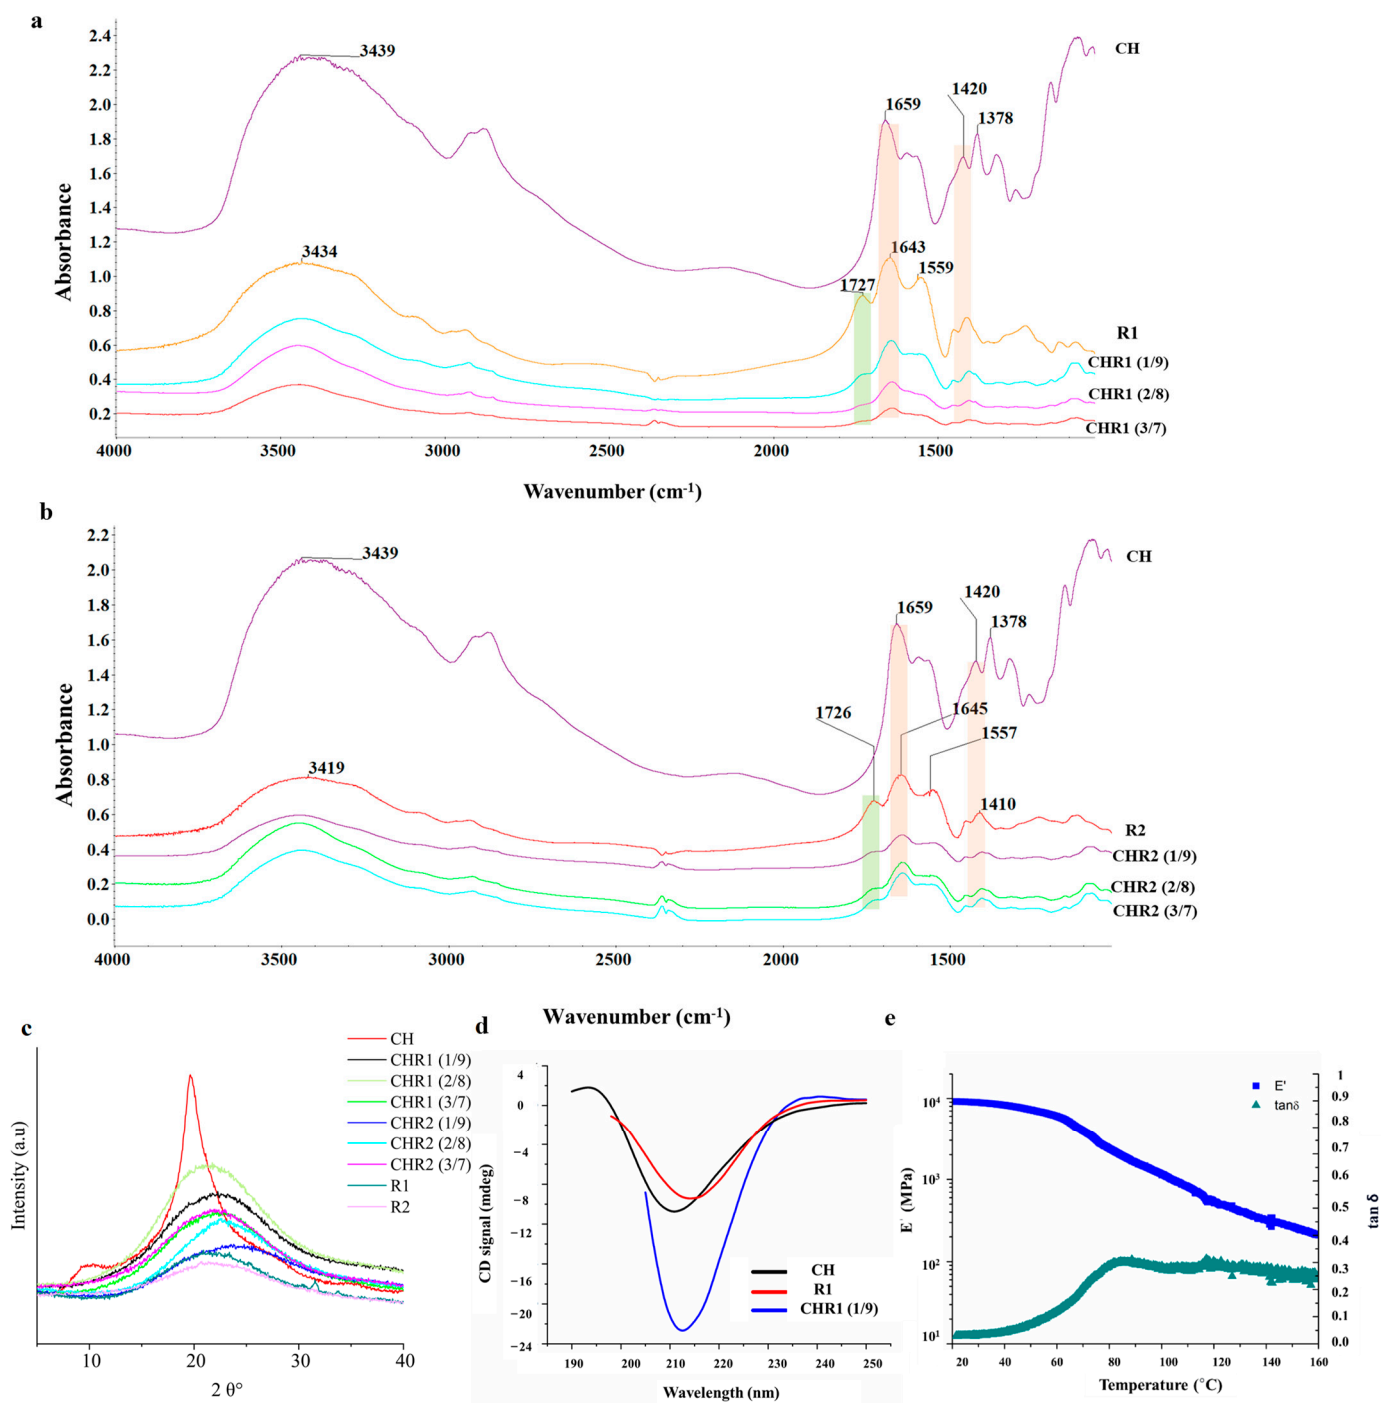 a
2.4
2.2
2.0
1.8
1.6
1.4
1.2
1.0
0.8
0.6
0.4
0.2
Absorbance
3439
3434
1659
1420
1378
1643
1559
1727
CH
R1
CHR1 (1/9)
CHR1 (2/8)
CHR1 (3/7)
4000 3500 3000 2500 2000 1500
Wavenumber (cm⁻¹)
b
2.2
2.0
1.8
1.6
1.4
1.2
1.0
0.8
0.6
0.4
0.2
0.0
Absorbance
3439
3419
1659
1420
1378
1726
1645
1557
1410
CH
R2
CHR2 (1/9)
CHR2 (2/8)
CHR2 (3/7)
4000 3500 3000 2500 2000 1500
Wavenumber (cm⁻¹)
c
Intensity (a.u)
CH
CHR1 (1/9)
CHR1 (2/8)
CHR1 (3/7)
CHR2 (1/9)
CHR2 (2/8)
CHR2 (3/7)
R1
R2
10 20 30 40
2 θ°
d
4
0
−4
−8
−12
−16
−20
−24
CD signal (mdeg)
CH
R1
CHR1 (1/9)
190 200 210 220 230 240 250
Wavelength (nm)
e
10⁴
10³
10²
10¹
E' (MPa)
E'
tanδ
1
0.9
0.8
0.7
0.6
0.5
0.4
0.3
0.2
0.1
0.0
tan δ
20 40 60 80 100 120 140 160
Temperature (°C)